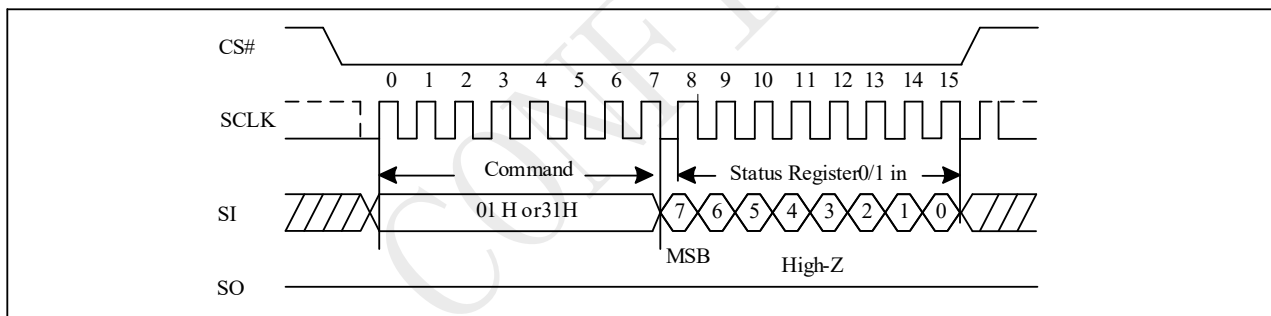 CS#
0 1 2 3 4 5 6 7 8 9 10 11 12 13 14 15
SCLK
Command
Status Register0/1 in
SI
01 H or31H
7 6 5 4 3 2 1 0
MSB
High-Z
SO